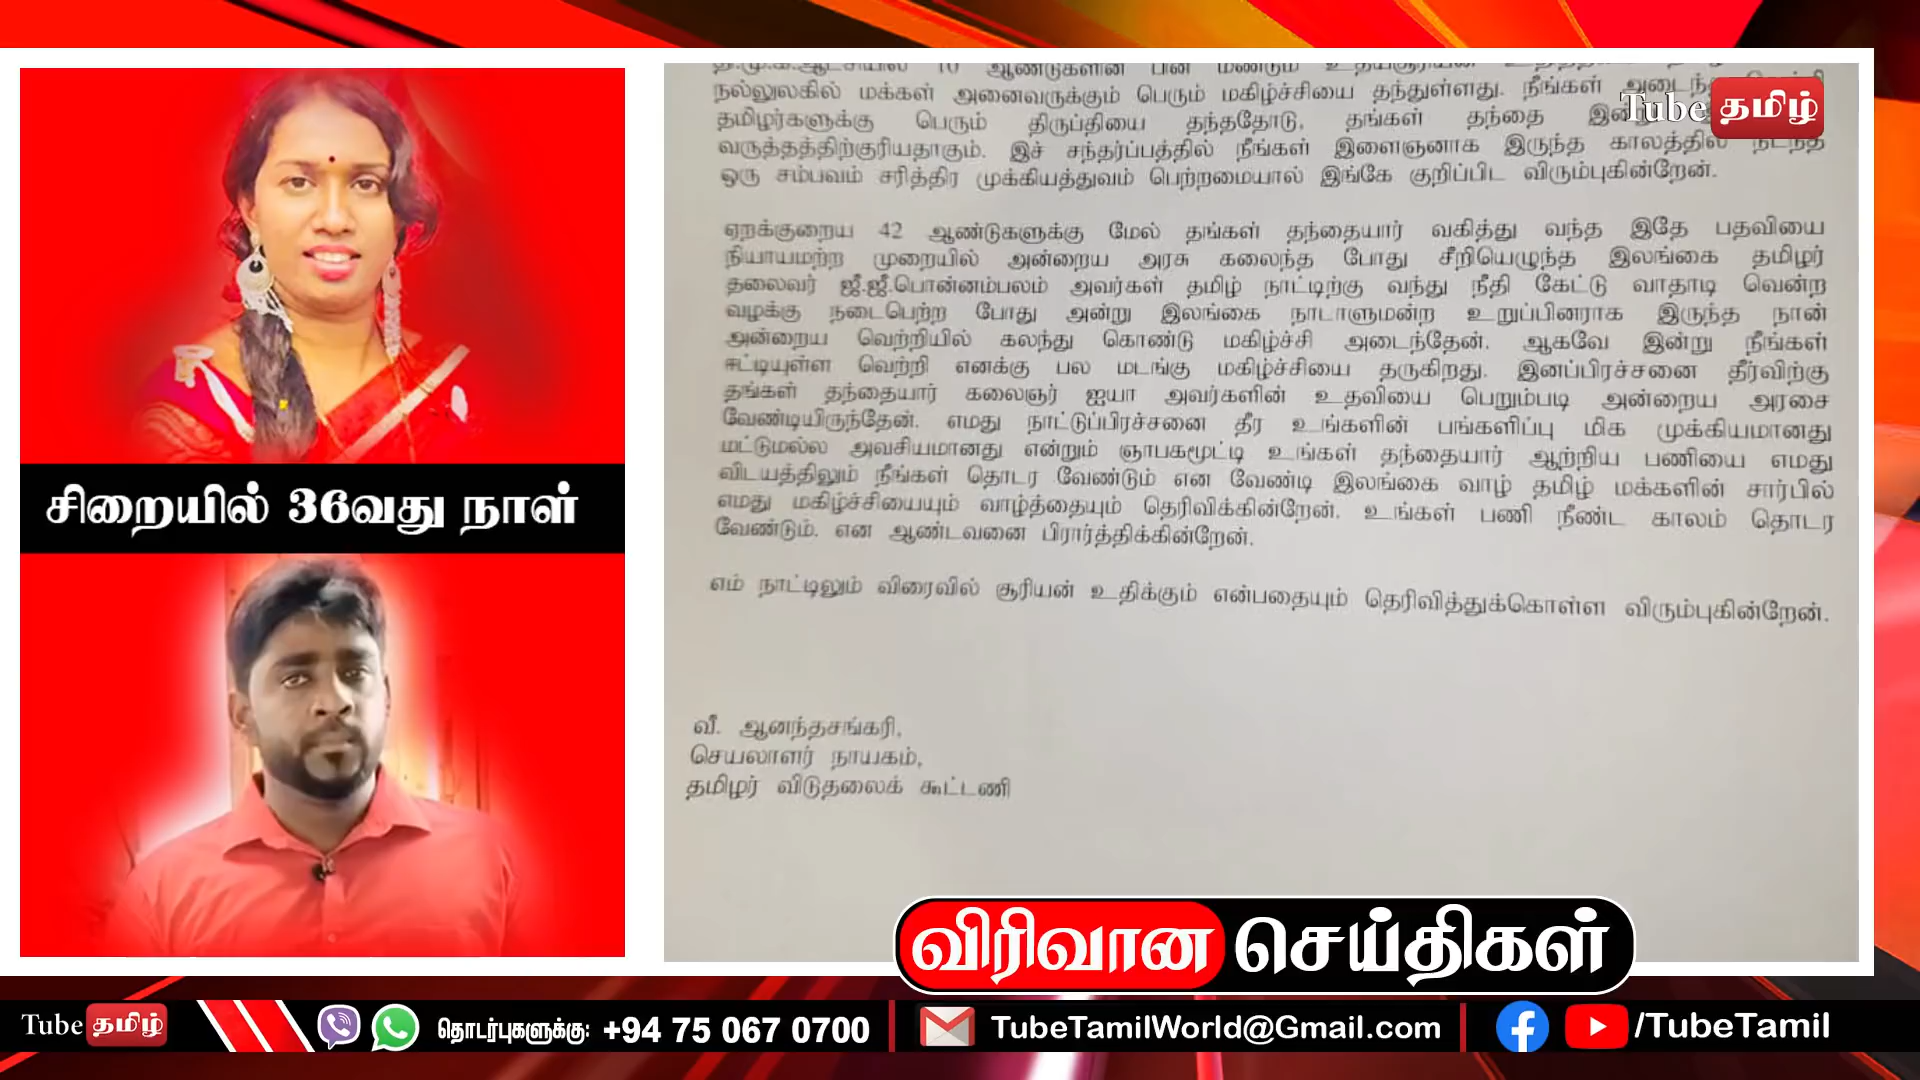 நல்லுலகில் மக்கள் அனைவருக்கும் பெரும் மகிழ்ச்சியை தந்துள்ளது. நீங்கள்
தமிழர்களுக்கு பெரும் திருப்தியை தந்ததோடு, தங்கள் தந்தை
வருத்தத்திற்குரியதாகும். இச் சந்தர்ப்பத்தில் நீங்கள் இளைஞனாக இருந்த காலத்தில் நடந்த
ஒரு சம்பவம் சரித்திர முக்கியத்துவம் பெற்றமையால் இங்கே குறிப்பிட விரும்புகின்றேன்.
ஏறக்குறைய 42 ஆண்டுகளுக்கு மேல் தங்கள் தந்தையார் வகித்து வந்த இதே பதவியை
நியாயமற்ற முறையில் அன்றைய அரசு கலைந்த போது சீறியெழுந்த இலங்கை தமிழர்
தலைவர் ஜீ.ஜீ.பொன்னம்பலம் அவர்கள் தமிழ் நாட்டிற்கு வந்து நீதி கேட்டு வாதாடி வென்ற
வழக்கு நடைபெற்ற போது அன்று இலங்கை நாடாளுமன்ற உறுப்பினராக இருந்த நான்
அன்றைய வெற்றியில் கலந்து கொண்டு மகிழ்ச்சி அடைந்தேன். ஆகவே இன்று நீங்கள்
ஈட்டியுள்ள வெற்றி எனக்கு பல மடங்கு மகிழ்ச்சியை தருகிறது. இனப்பிரச்சனை தீர்விற்கு
தங்கள் தந்தையார் கலைஞர் ஐயா அவர்களின் உதவியை பெறும்படி அன்றைய அரசை
வேண்டியிருந்தேன். எமது நாட்டுப்பிரச்சனை தீர உங்களின் பங்களிப்பு மிக முக்கியமானது
மட்டுமல்ல அவசியமானது என்றும் ஞாபகமூட்டி உங்கள் தந்தையார் ஆற்றிய பணியை எமது
விடயத்திலும் நீங்கள் தொடர வேண்டும் என வேண்டி இலங்கை வாழ் தமிழ் மக்களின் சார்பில்
எமது மகிழ்ச்சியையும் வாழ்த்தையும் தெரிவிக்கின்றேன். உங்கள் பணி நீண்ட காலம் தொடர
வேண்டும். என ஆண்டவனை பிரார்த்திக்கின்றேன்.
எம் நாட்டிலும் விரைவில் சூரியன் உதிக்கும் என்பதையும் தெரிவித்துக்கொள்ள விரும்புகின்றேன்.
வீ. ஆனந்தசங்கரி,
செயலாளர் நாயகம்,
தமிழர் விடுதலைக் கூட்டணி
Tube தமிழ்
சிறையில் 36வது நாள்
விரிவான செய்திகள்
Tube தமிழ்
தொடர்புகளுக்கு: +94 75 067 0700
TubeTamilWorld@Gmail.com
/TubeTamil